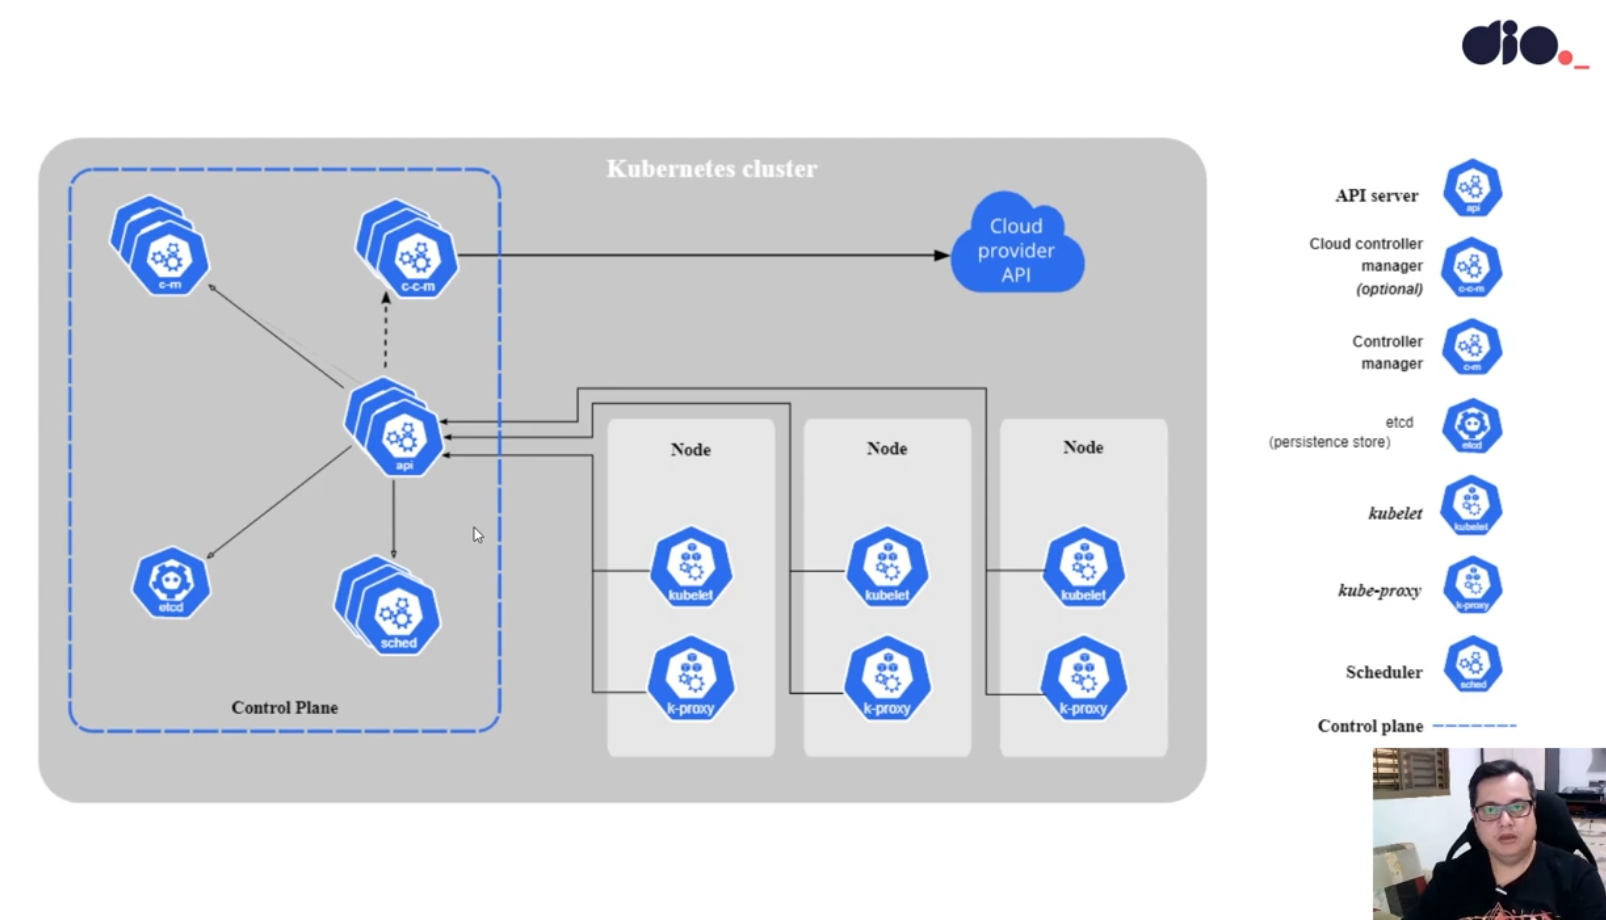 dio._
Kubernetes cluster
c-m
c-c-m
Cloud
provider
API
api
etcd
sched
Control Plane
Node
kubelet
k-proxy
Node
kubelet
k-proxy
Node
kubelet
k-proxy
API server
api
Cloud controller
manager
(optional)
c-c-m
Controller
manager
c-m
etcd
(persistence store)
etcd
kubelet
kubelet
kube-proxy
k-proxy
Scheduler
sched
Control plane